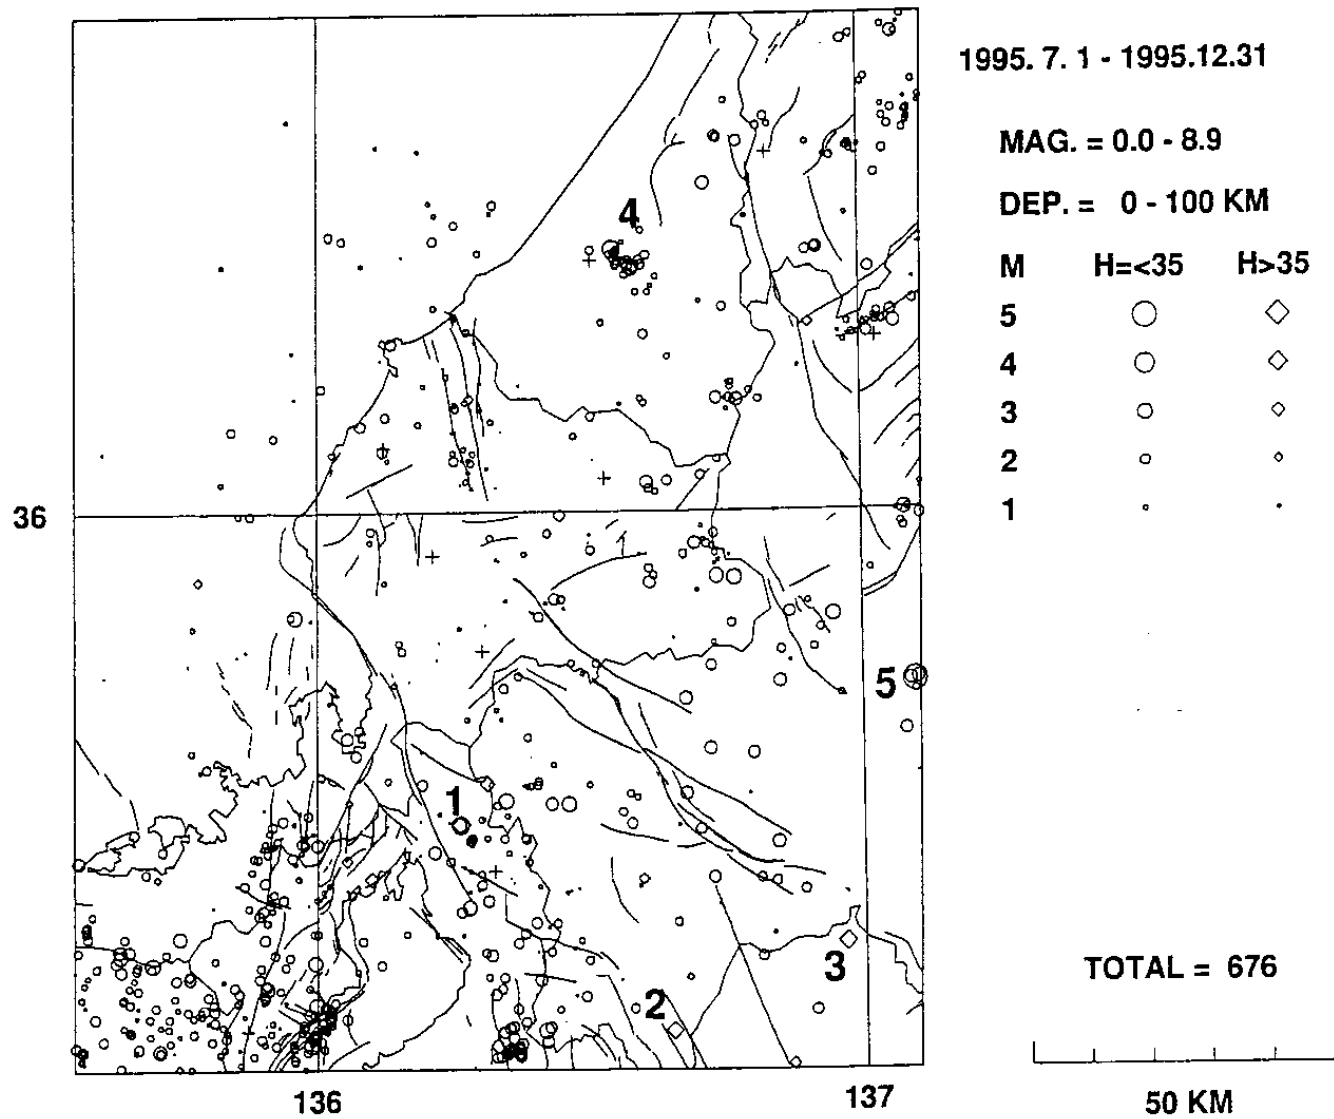 1995. 7. 1 - 1995.12.31
MAG. = 0.0 - 8.9
DEP. = 0 - 100 KM
M H=<35 H>35
5
4
3
2
1
4
36
5
1
3
2
TOTAL = 676
136
137
50 KM